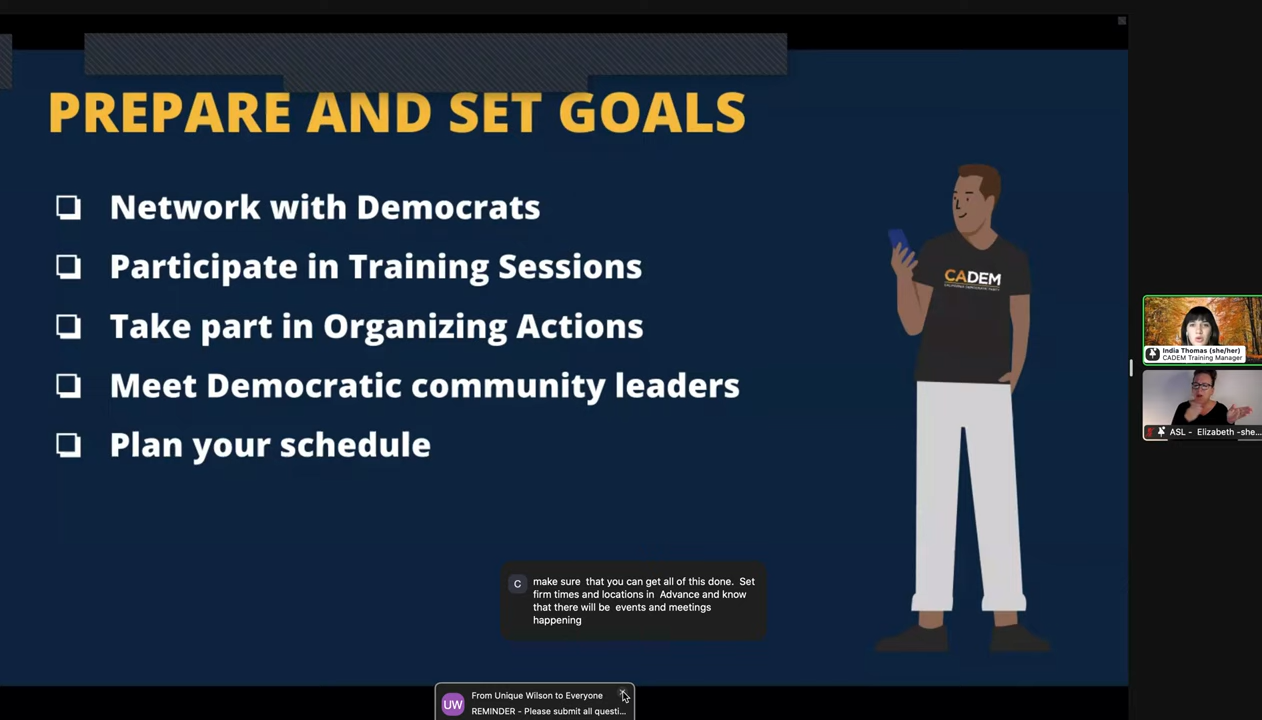 PREPARE AND SET GOALS
Network with Democrats
Participate in Training Sessions
Take part in Organizing Actions
Meet Democratic community leaders
Plan your schedule
CADEM
CALIFORNIA DEMOCRATIC PARTY
India Thomas (she/her)
CADEM Training Manager
ASL - Elizabeth -she...
C
make sure that you can get all of this done. Set
firm times and locations in Advance and know
that there will be events and meetings
happening
UW
From Unique Wilson to Everyone
REMINDER - Please submit all questi...